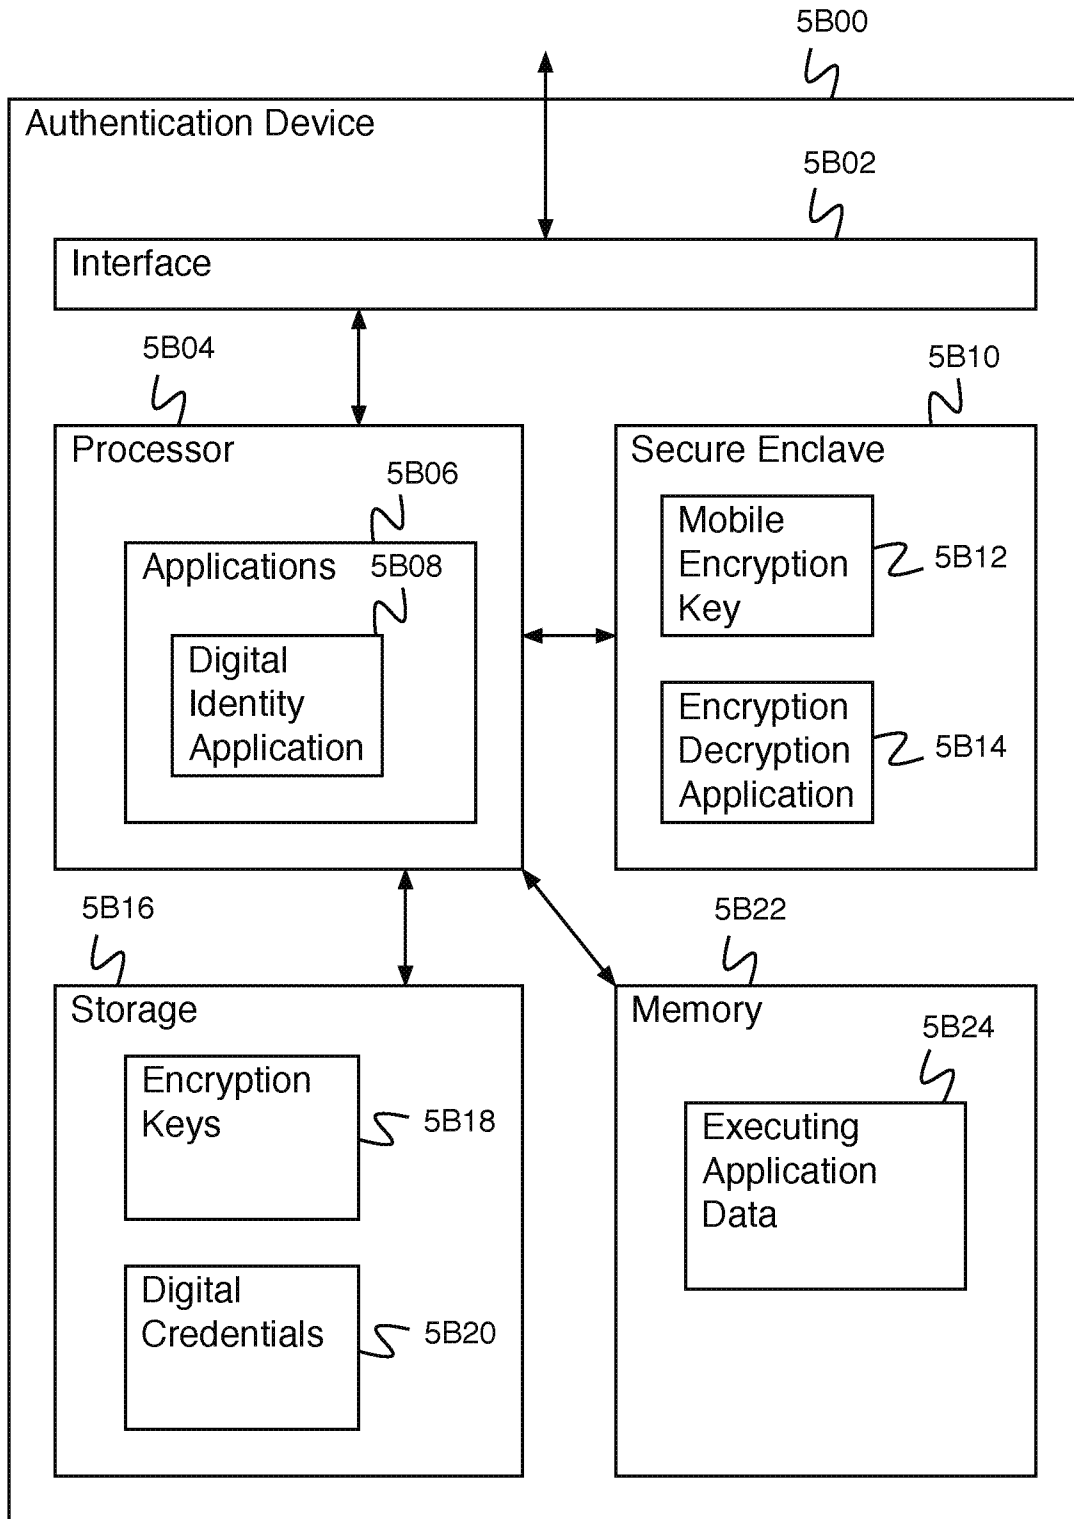 5B00
Authentication Device
5B02
Interface
5B04
5B10
Processor
Secure Enclave
5B06
Mobile
Encryption
Key
5B12
Applications
5B08
Digital
Identity
Application
Encryption
Decryption
Application
5B14
5B16
5B22
Storage
Memory
5B24
Encryption
Keys
5B18
Executing
Application
Data
Digital
Credentials
5B20